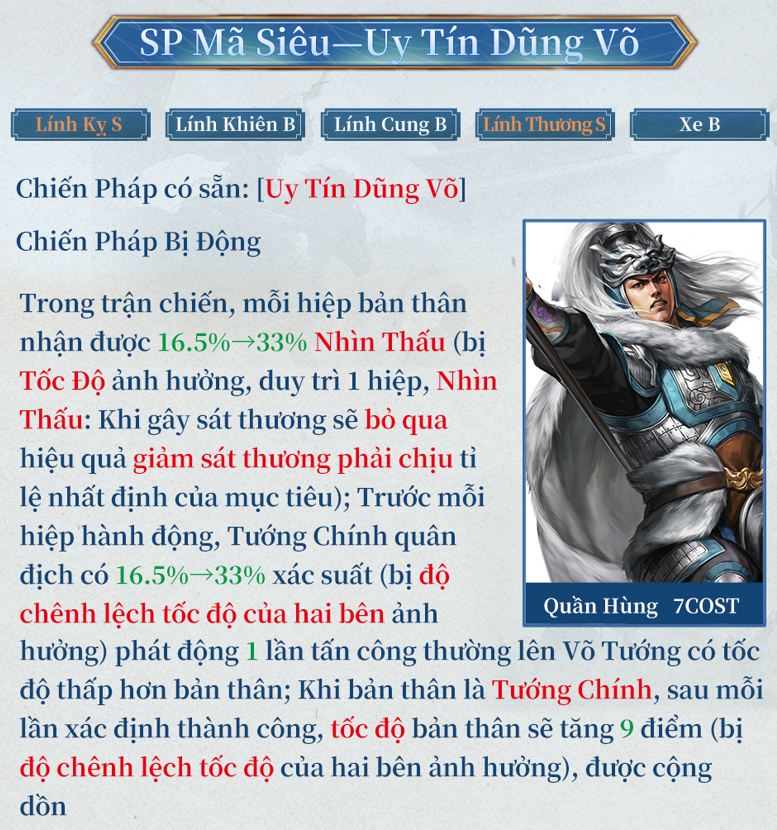 SP Mã Siêu—Uy Tín Dũng Võ
Lính Kỵ S
Lính Khiên B
Lính Cung B
Lính Thương S
Xe B
Chiến Pháp có sẵn: [Uy Tín Dũng Võ]
Chiến Pháp Bị Động
Trong trận chiến, mỗi hiệp bản thân
nhận được 16.5%→33% Nhìn Thấu (bị
Tốc Độ ảnh hưởng, duy trì 1 hiệp, Nhìn
Thấu: Khi gây sát thương sẽ bỏ qua
hiệu quả giảm sát thương phải chịu tỉ
lệ nhất định của mục tiêu); Trước mỗi
hiệp hành động, Tướng Chính quân
địch có 16.5%→33% xác suất (bị độ
chênh lệch tốc độ của hai bên ảnh
hưởng) phát động 1 lần tấn công thường lên Võ Tướng có tốc
độ thấp hơn bản thân; Khi bản thân là Tướng Chính, sau mỗi
lần xác định thành công, tốc độ bản thân sẽ tăng 9 điểm (bị
độ chênh lệch tốc độ của hai bên ảnh hưởng), được cộng
dồn
Quần Hùng 7COST